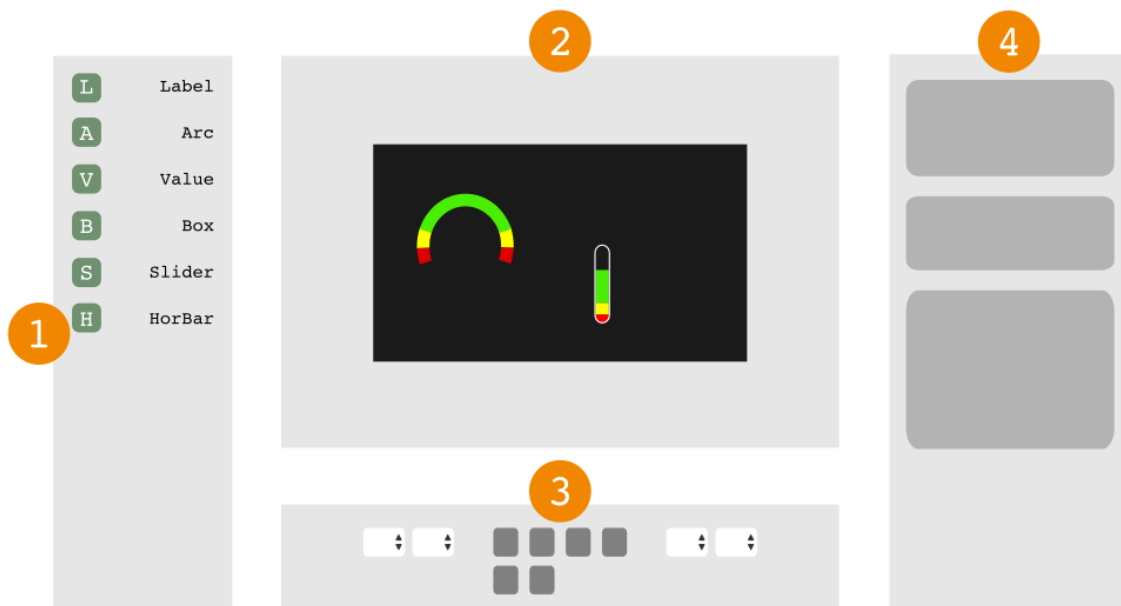 2
4
L Label
A Arc
V Value
B Box
S Slider
H HorBar
1
3